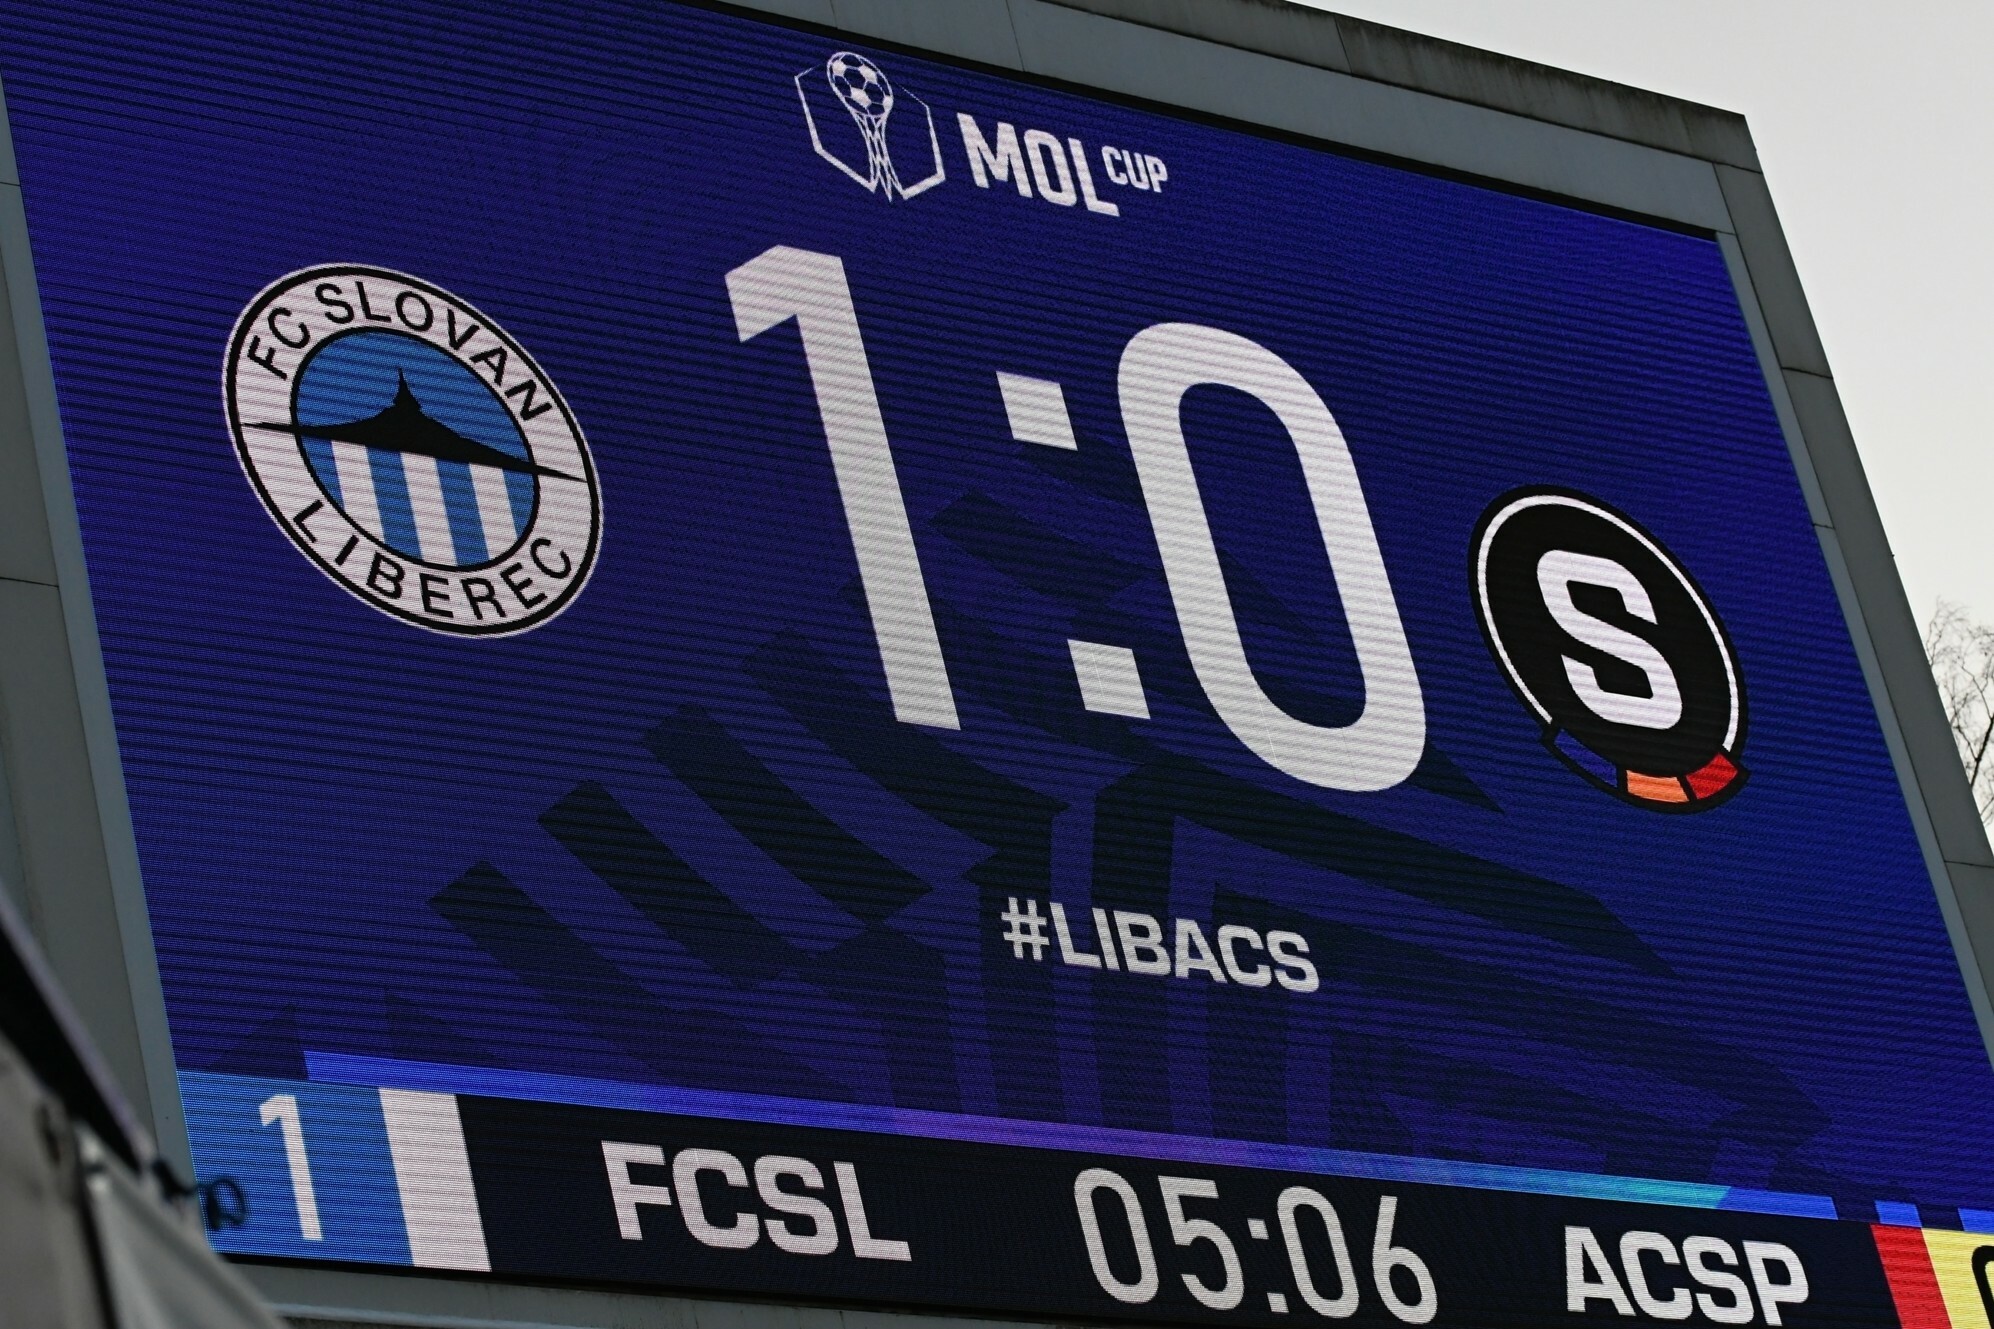 MOL CUP
FC SLOVAN
LIBEREC
1:0
S
#LIBACS
1 FCSL 05:06 ACSP